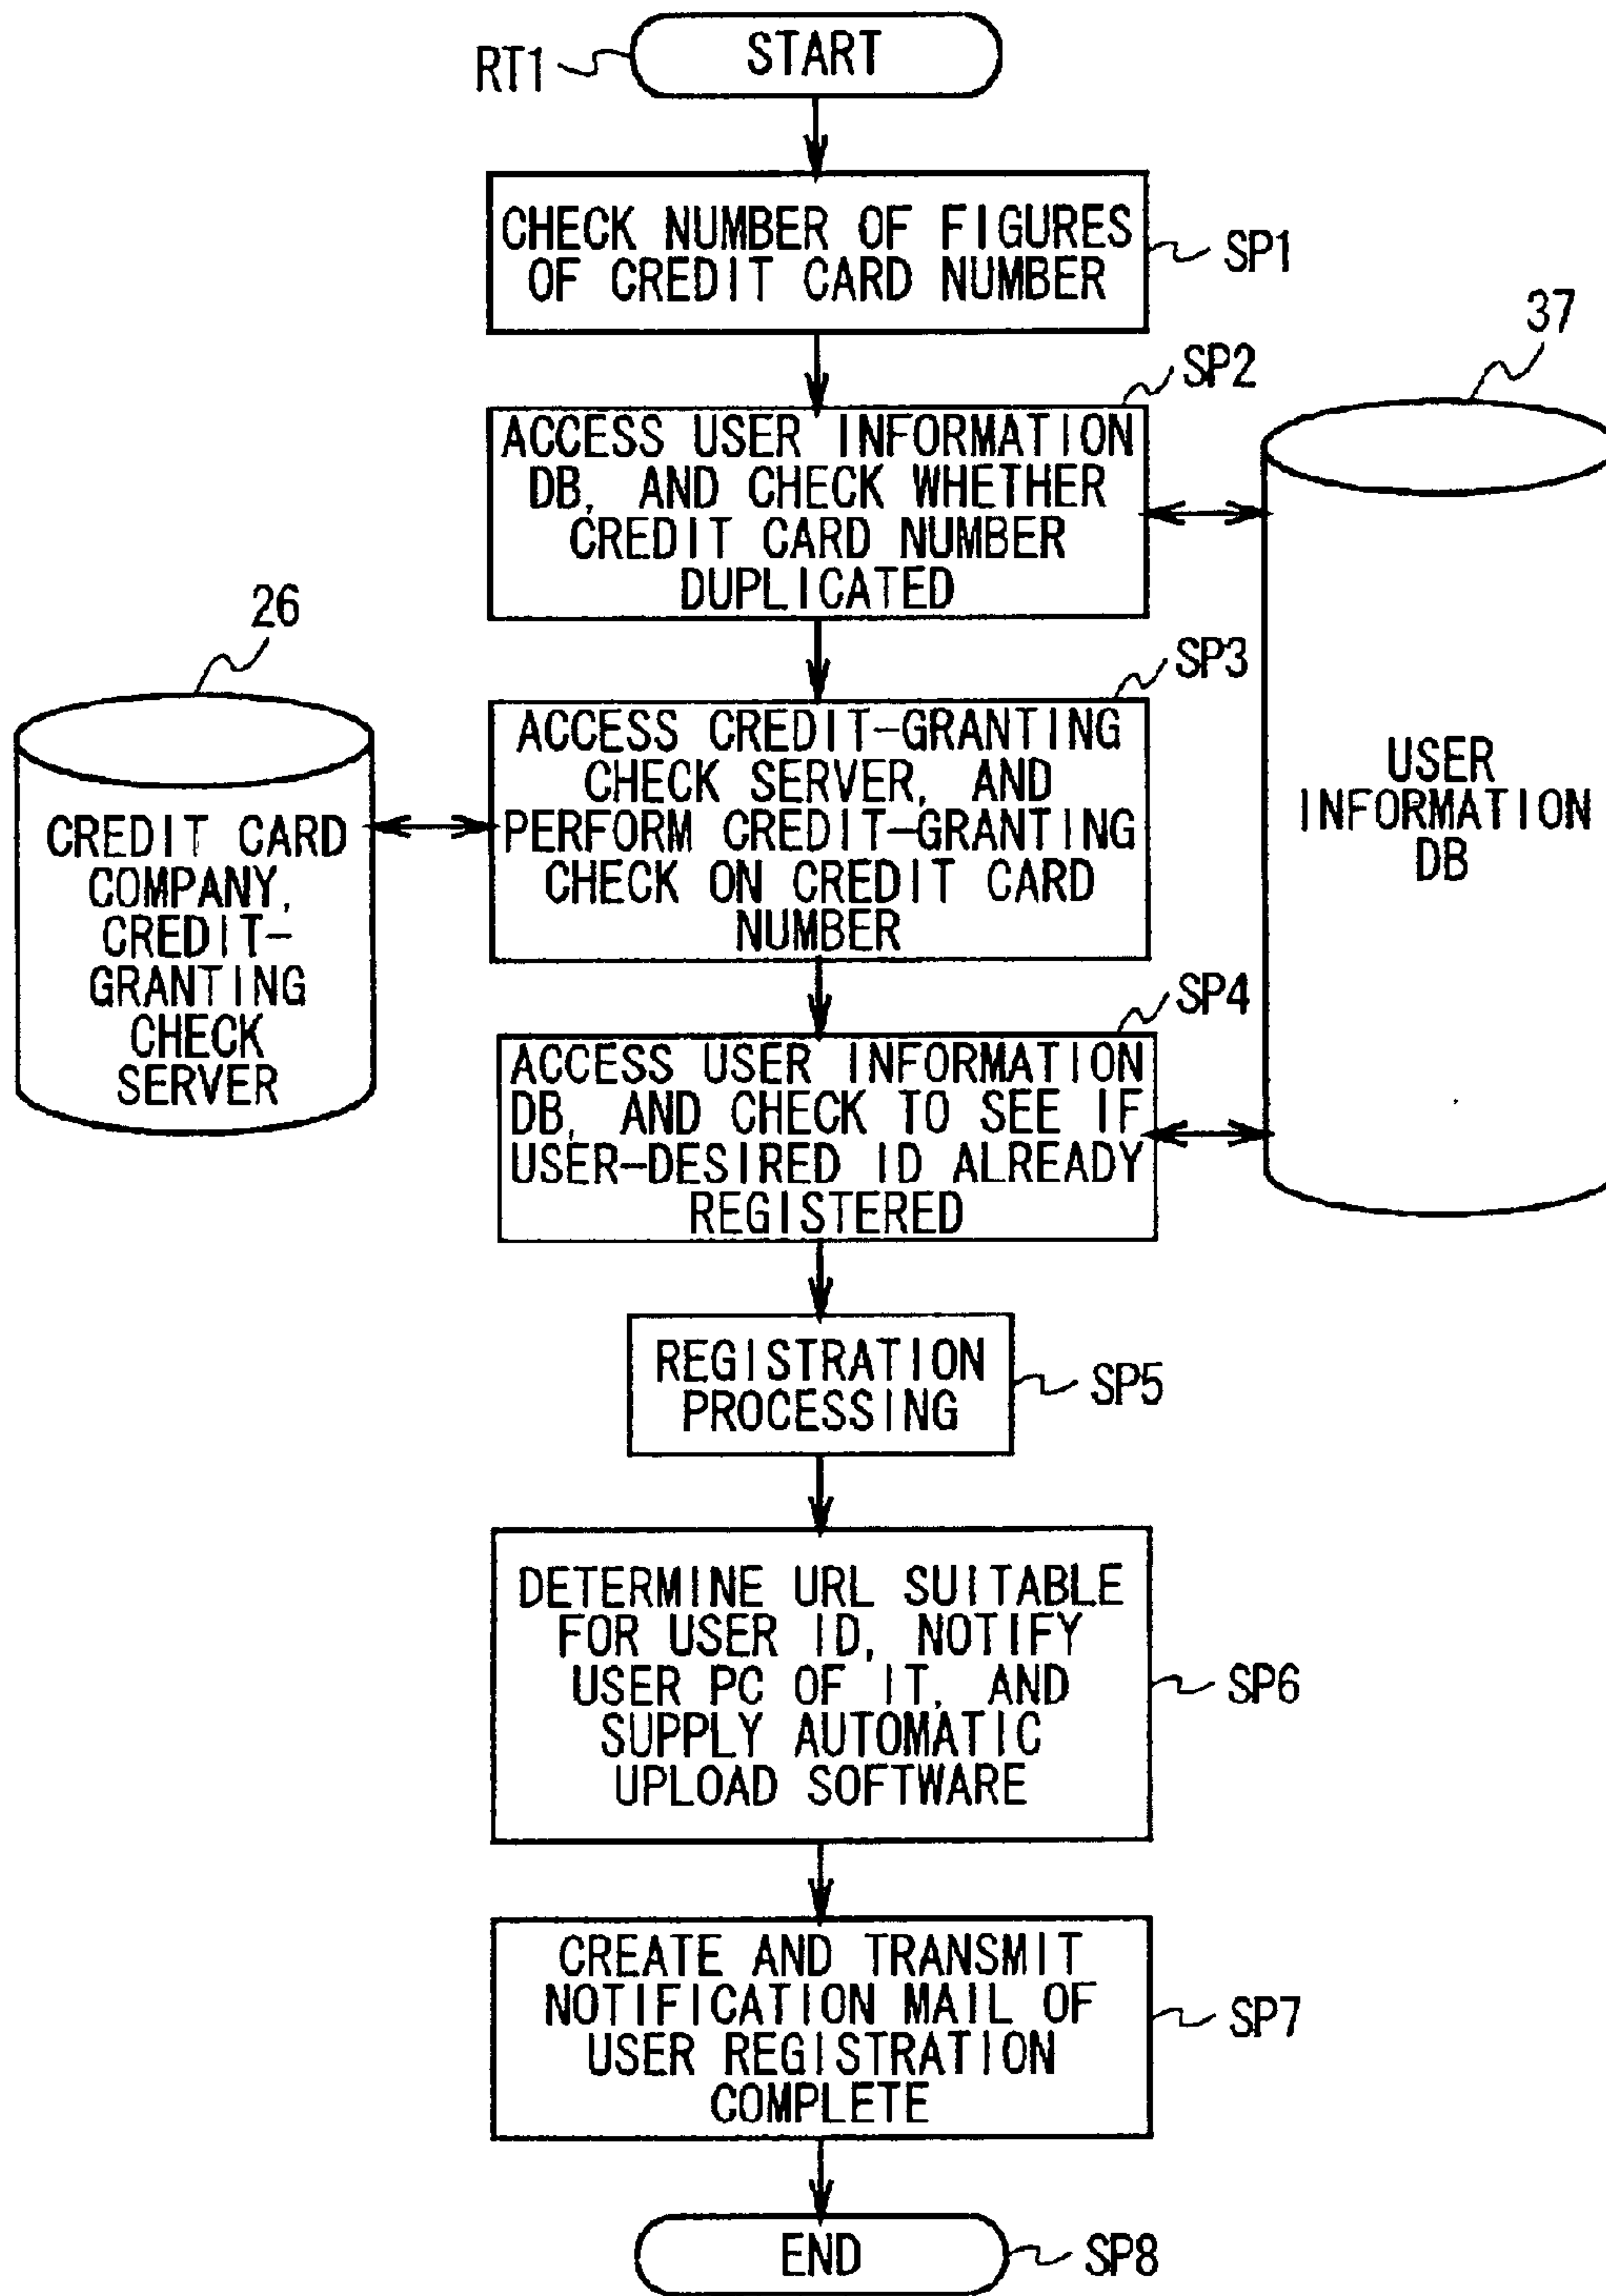 START
RT1
CHECK NUMBER OF FIGURES
OF CREDIT CARD NUMBER
SP1
37
SP2
ACCESS USER INFORMATION
DB, AND CHECK WHETHER
CREDIT CARD NUMBER
DUPLICATED
26
SP3
ACCESS CREDIT-GRANTING
CHECK SERVER, AND
PERFORM CREDIT-GRANTING
CHECK ON CREDIT CARD
NUMBER
USER
INFORMATION
DB
CREDIT CARD
COMPANY,
CREDIT-
GRANTING
CHECK
SERVER
SP4
ACCESS USER INFORMATION
DB, AND CHECK TO SEE IF
USER-DESIRED ID ALREADY
REGISTERED
REGISTRATION
PROCESSING
SP5
DETERMINE URL SUITABLE
FOR USER ID, NOTIFY
USER PC OF IT, AND
SUPPLY AUTOMATIC
UPLOAD SOFTWARE
SP6
CREATE AND TRANSMIT
NOTIFICATION MAIL OF
USER REGISTRATION
COMPLETE
SP7
END
SP8